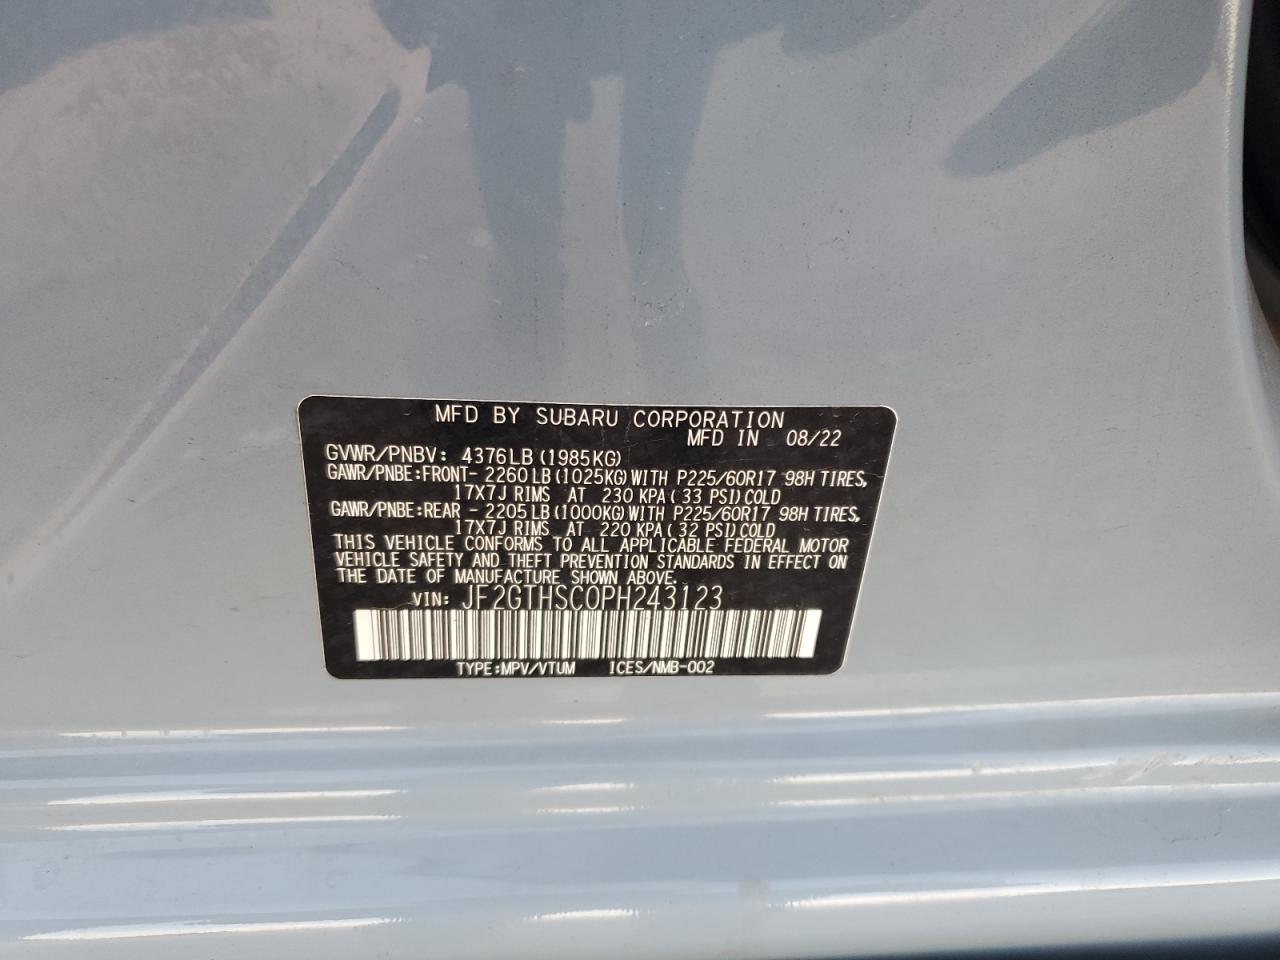 MFD BY SUBARU CORPORATION
MFD IN 08/22
GVWR/PNBV: 4376LB (1985KG)
GAWR/PNBE:FRONT- 2260LB (1025KG) WITH P225/60R17 98H TIRES,
17X7J RIMS AT 230 KPA ( 33 PSI) COLD
GAWR/PNBE:REAR - 2205LB (1000KG) WITH P225/60R17 98H TIRES,
17X7J RIMS AT 220 KPA ( 32 PSI) COLD
THIS VEHICLE CONFORMS TO ALL APPLICABLE FEDERAL MOTOR
VEHICLE SAFETY AND THEFT PREVENTION STANDARDS IN EFFECT ON
THE DATE OF MANUFACTURE SHOWN ABOVE.
VIN: JF2GTHSC0PH243123
TYPE:MPV/VTUM ICES/NMB-002